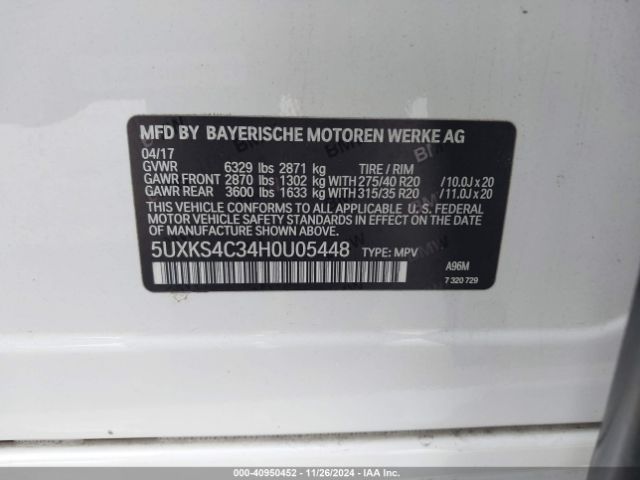 MFD BY BAYERISCHE MOTOREN WERKE AG
04/17
GVWR 6329 lbs 2871 kg TIRE / RIM
GAWR FRONT 2870 lbs 1302 kg WITH 275/40 R20 / 10.0J x 20
GAWR REAR 3600 lbs 1633 kg WITH 315/35 R20 / 11.0J x 20
THIS VEHICLE CONFORMS TO ALL APPLICABLE U. S. FEDERAL
MOTOR VEHICLE SAFETY STANDARDS IN EFFECT ON THE DATE
OF MANUFACTURE SHOWN ABOVE.
5UXKS4C34H0U05448 TYPE: MPV
A96M
7 320 729
000-40950452 - 11/26/2024 - IAA Inc.